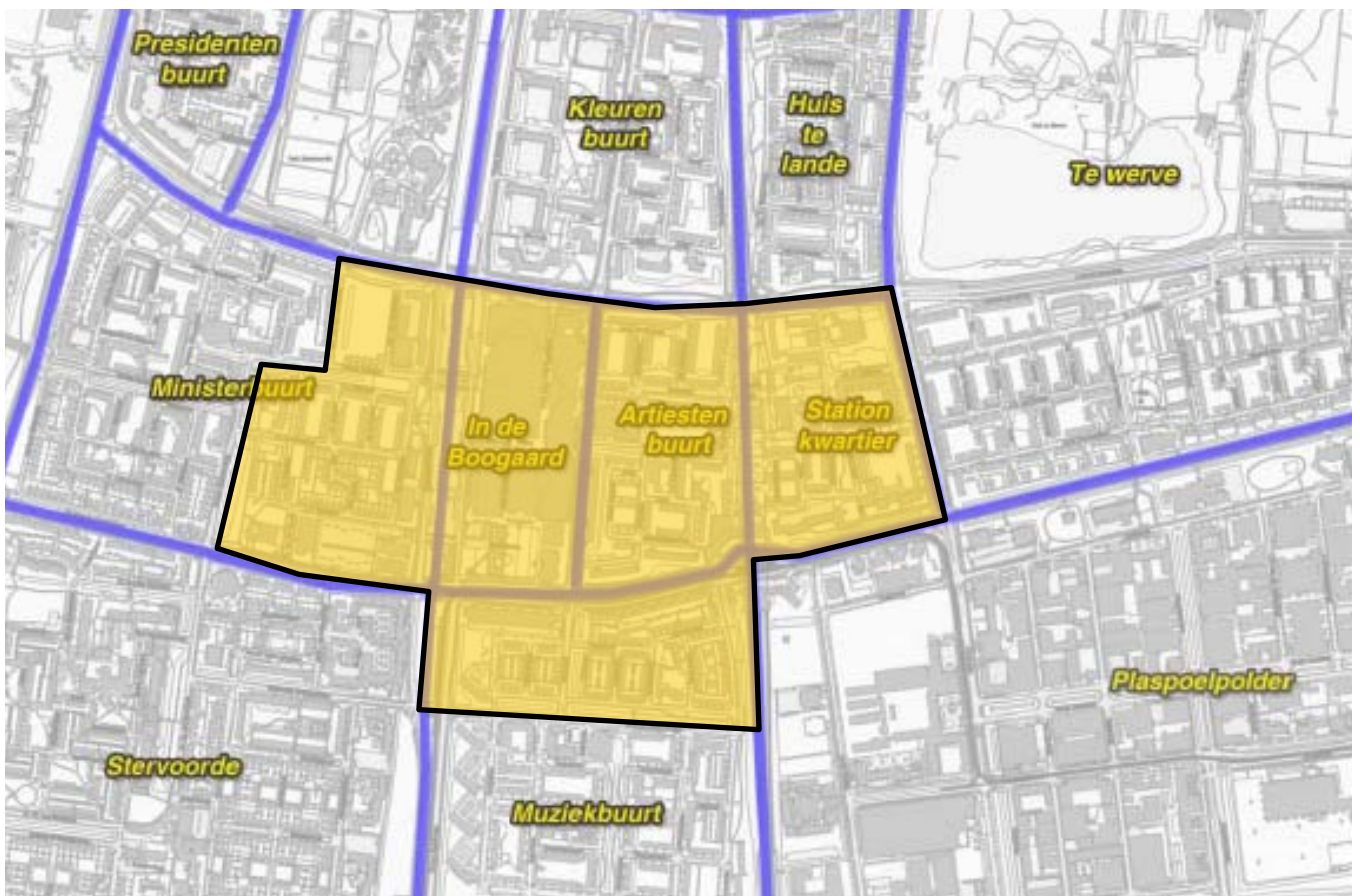 Presidenten
buurt
Kleuren
buurt
Huis
te
lande
Te werve
Ministerbuurt
In de
Boogaard
Artiesten
buurt
Station
kwartier
Plaspoelpolder
Stervoorde
Muziekbuurt